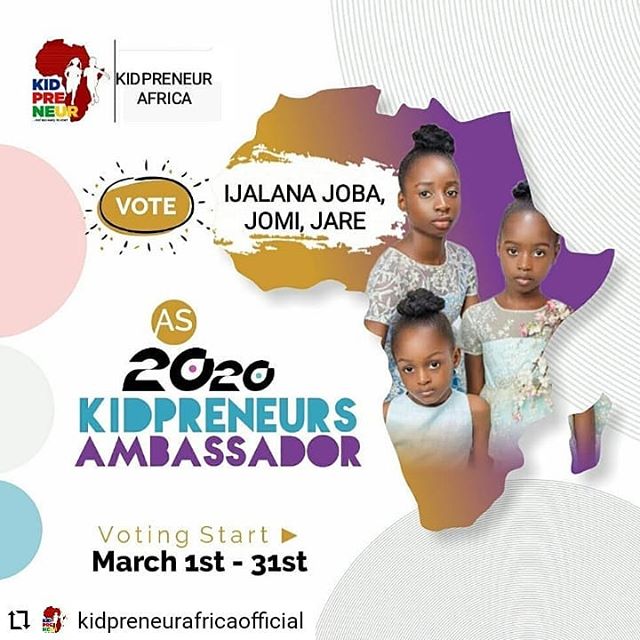 KID
PRE
NEUR
KIDPRENEUR
AFRICA
VOTE
IJALANA JOBA,
JOMI, JARE
AS
2020
KIDPRENEURS
AMBASSADOR
Voting Start ►
March 1st - 31st
kidpreneurafricaofficial